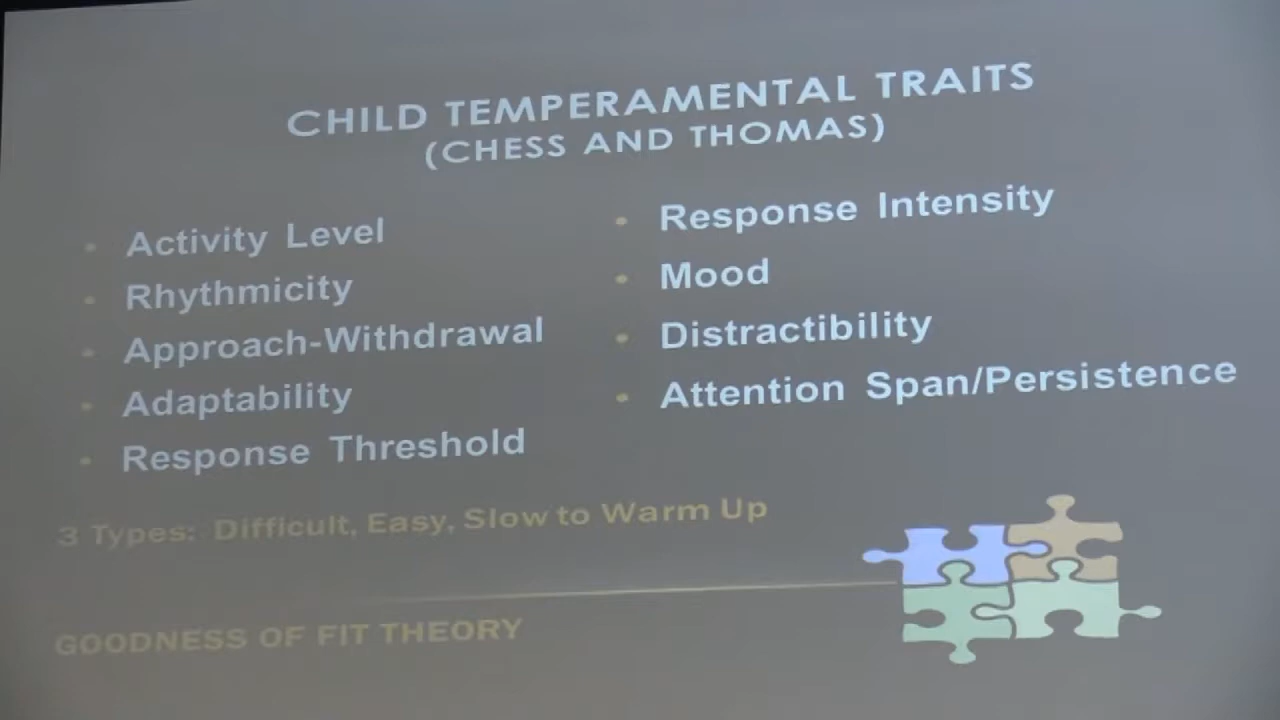 CHILD TEMPERAMENTAL TRAITS
(CHESS AND THOMAS)
• Activity Level
• Rhythmicity
• Approach-Withdrawal
• Adaptability
• Response Threshold
• Response Intensity
• Mood
• Distractibility
• Attention Span/Persistence
3 Types: Difficult, Easy, Slow to Warm Up
GOODNESS OF FIT THEORY